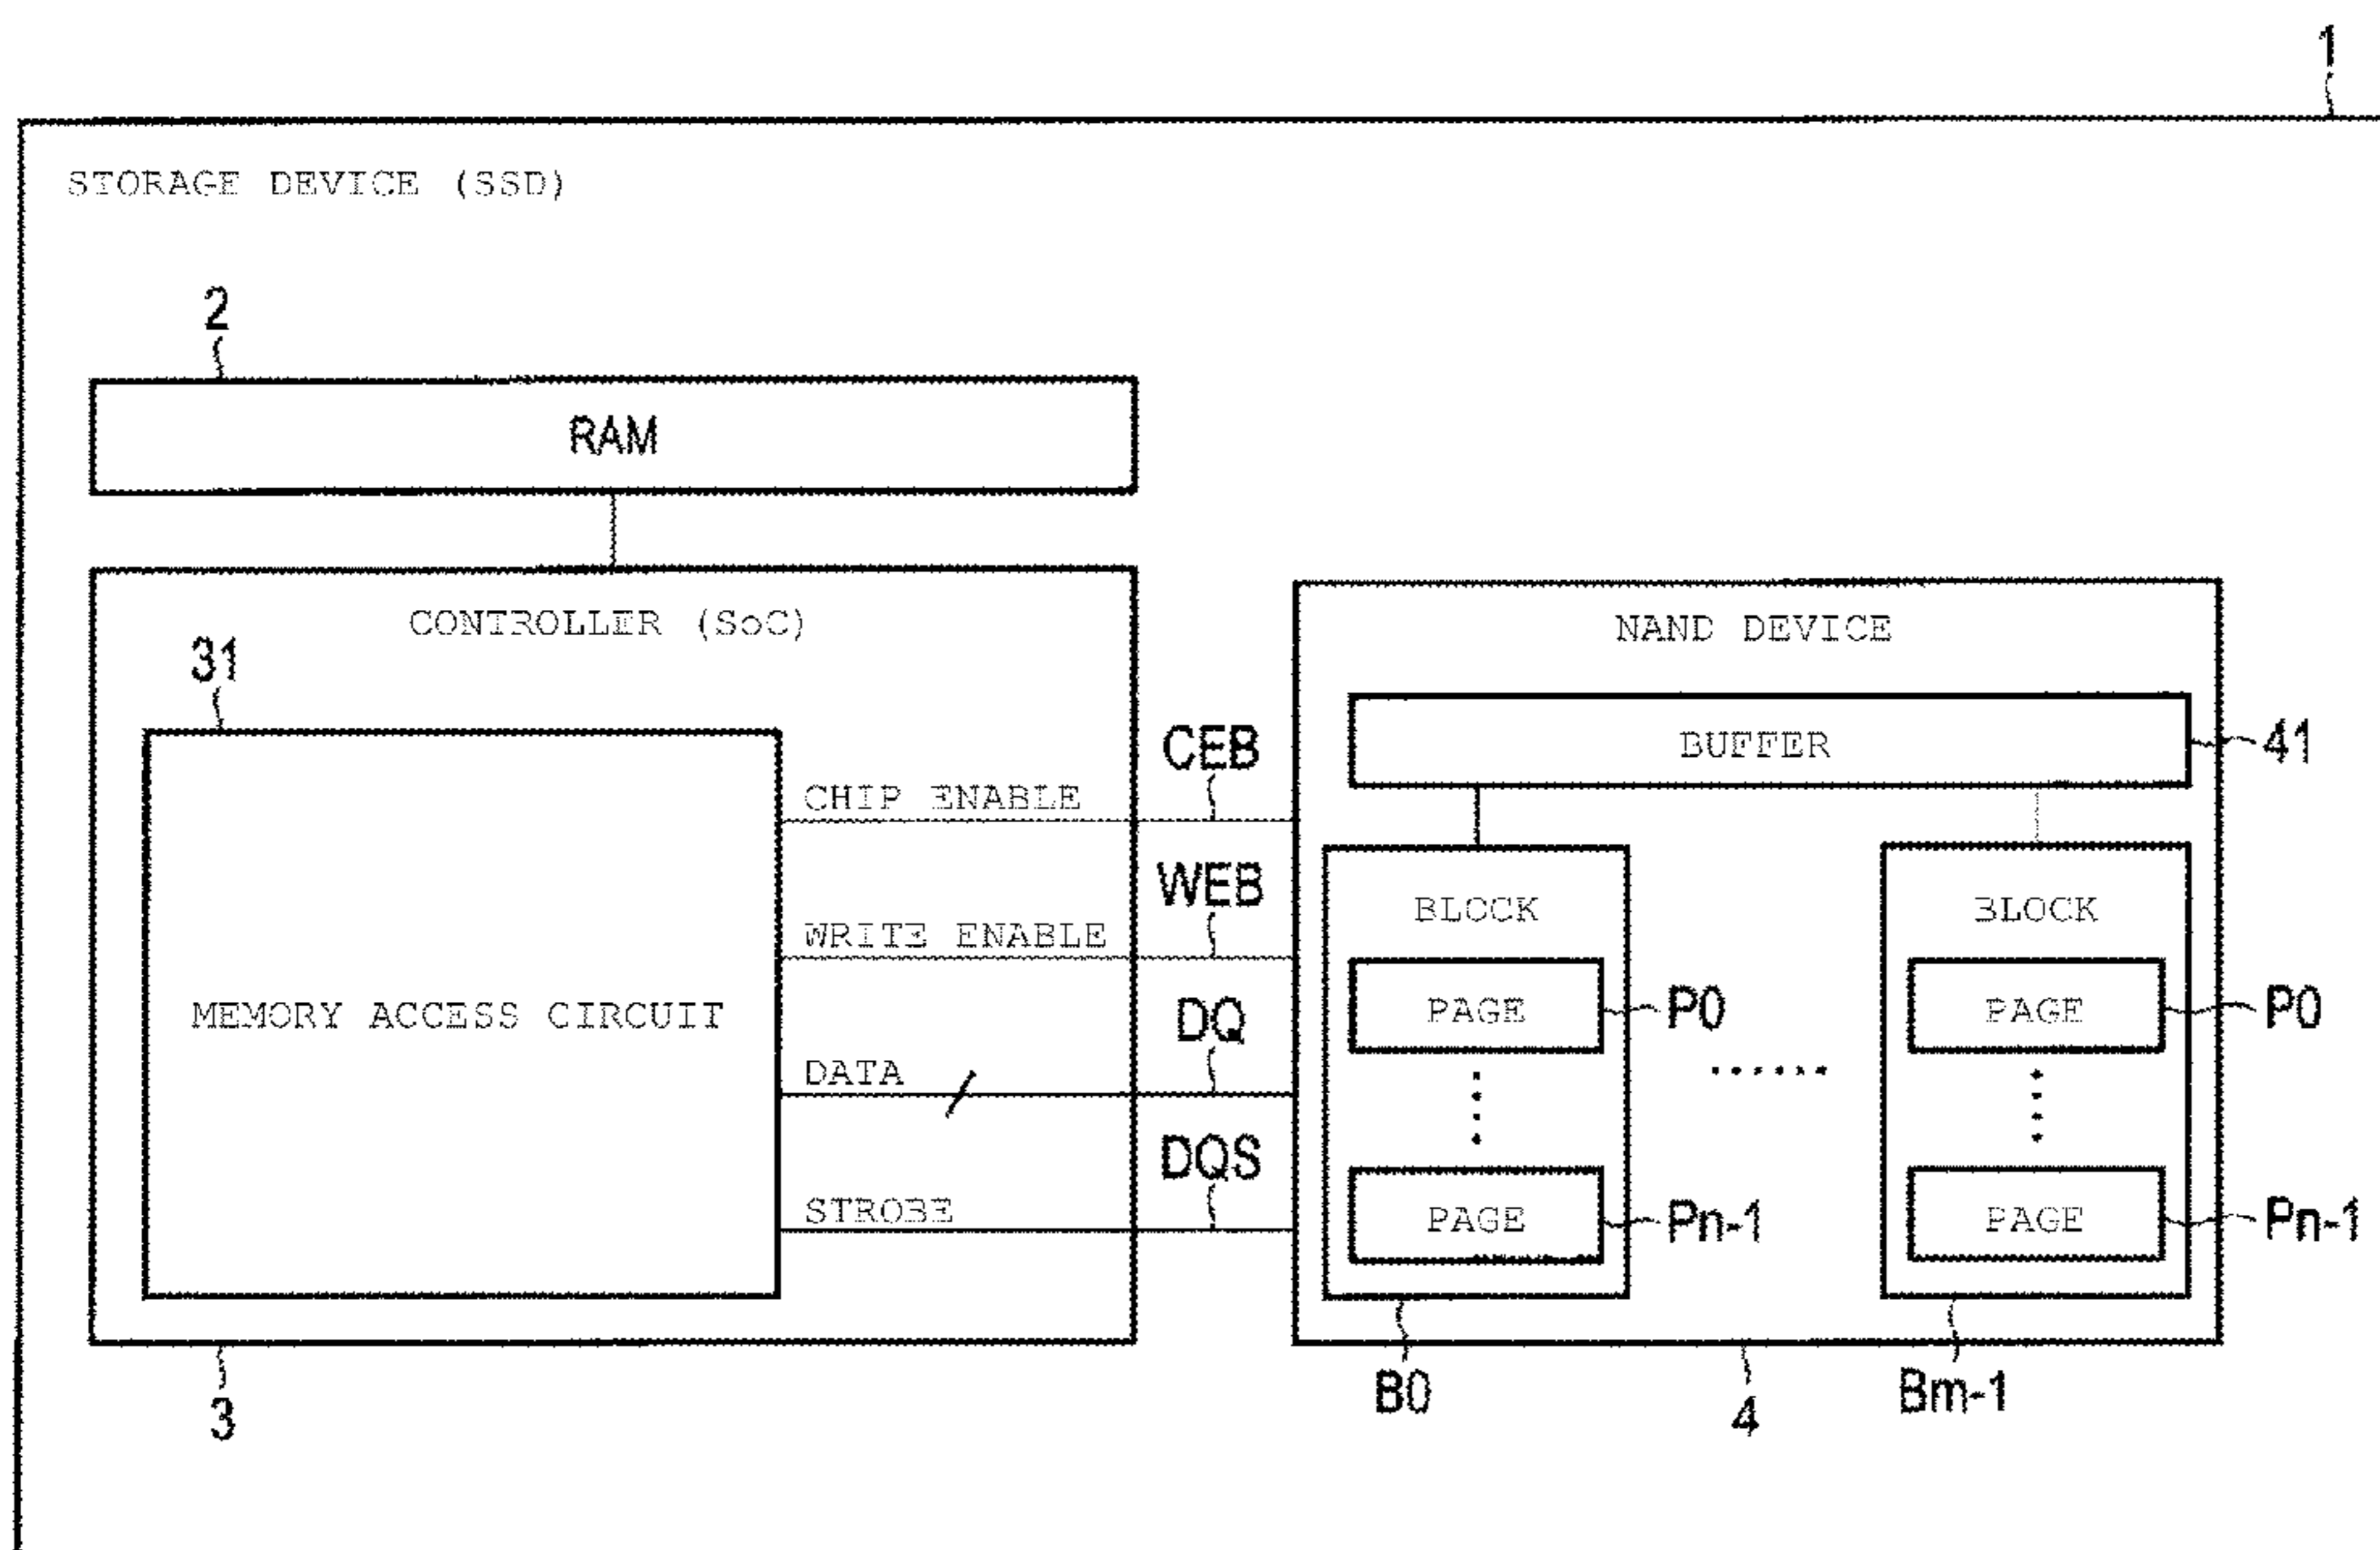 1
STORAGE DEVICE (SSD)
2
RAM
CONTROLLER (SoC)
31
MEMORY ACCESS CIRCUIT
CHIP ENABLE
WRITE ENABLE
DATA
STROBE
3
CEB
WEB
DQ
DQS
NAND DEVICE
BUFFER
41
BLOCK
PAGE
P0
PAGE
Pn-1
B0
BLOCK
PAGE
P0
PAGE
Pn-1
Bm-1
4